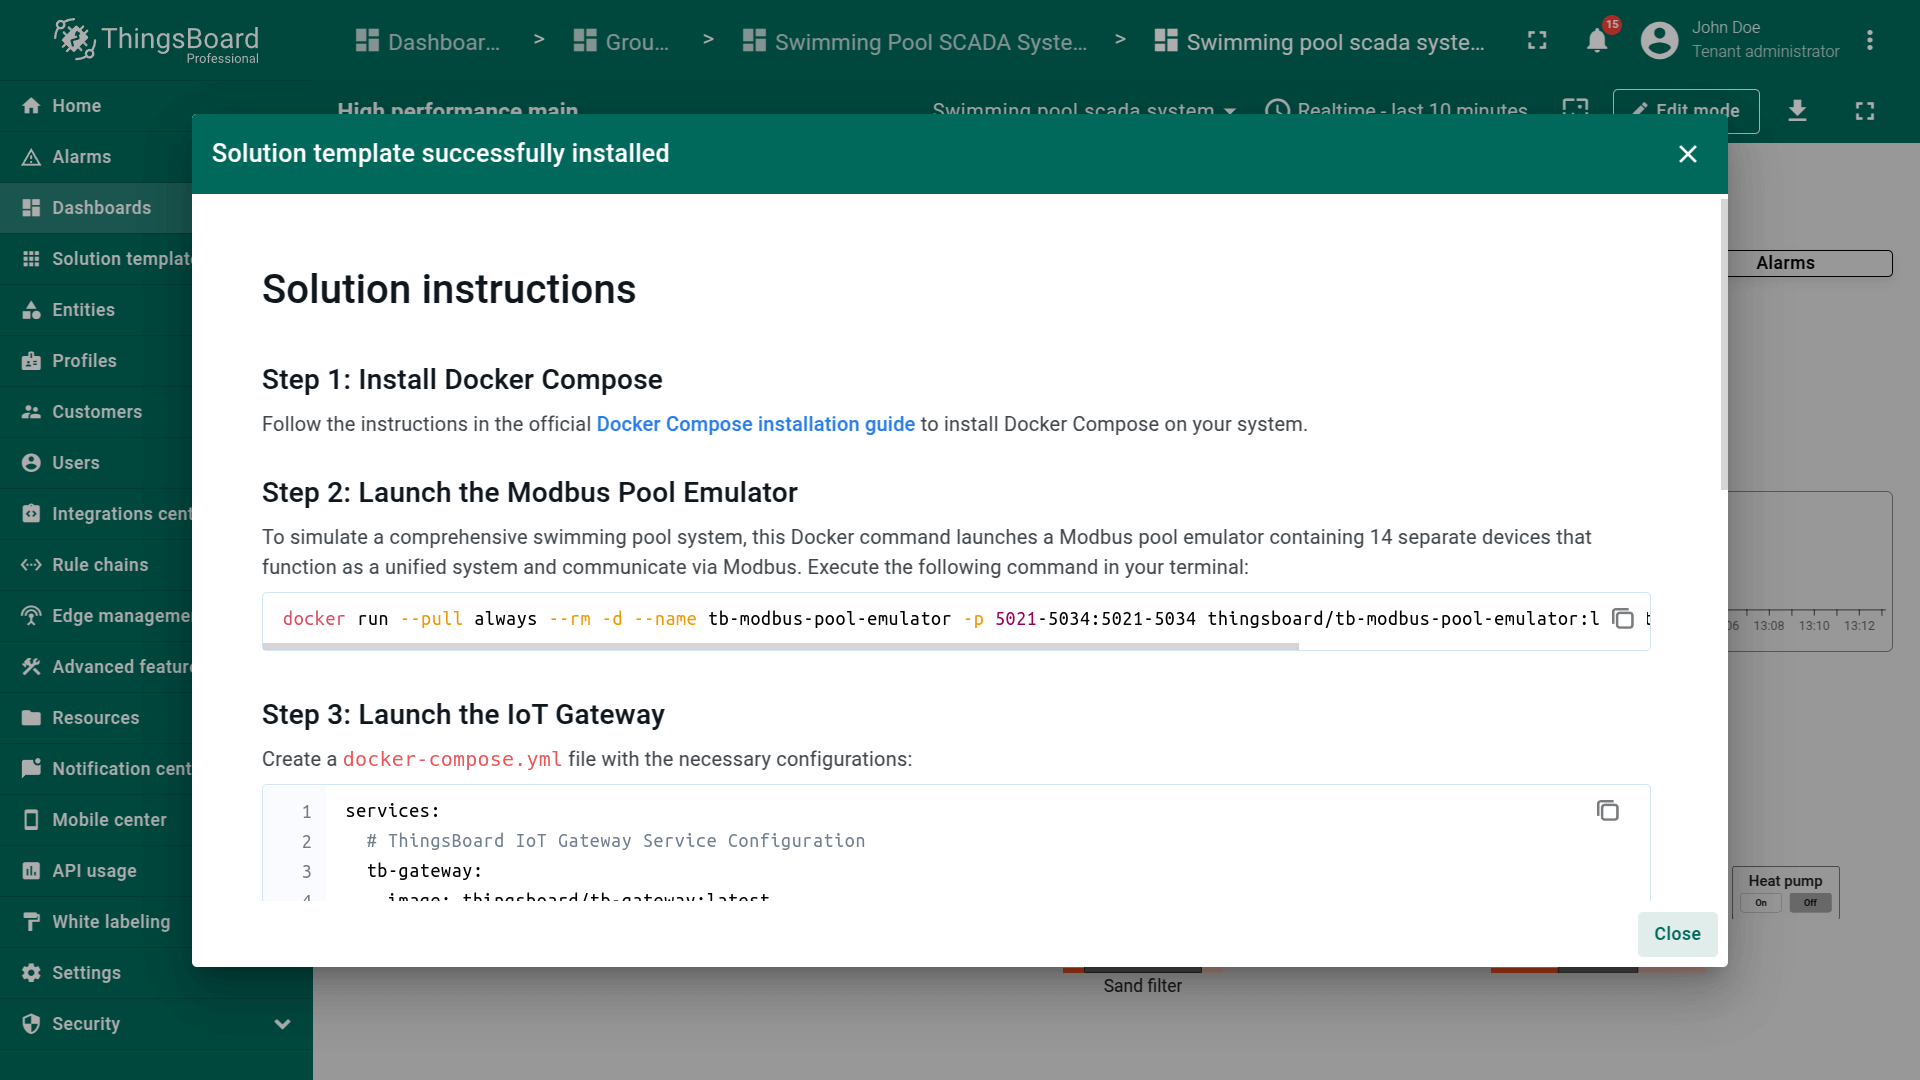 ThingsBoard
Professional
Dashboar...
>
Grou...
>
Swimming Pool SCADA Syste...
>
Swimming pool scada syste...
15
John Doe
Tenant administrator
Home
Alarms
Dashboards
Solution templat
Entities
Profiles
Customers
Users
Integrations cent
Rule chains
Edge manageme
Advanced feature
Resources
Notification cent
Mobile center
API usage
White labeling
Settings
Security
High performance main
Swimming pool scada system
Realtime - last 10 minutes
Edit mode
Solution template successfully installed
Solution instructions
Step 1: Install Docker Compose
Follow the instructions in the official Docker Compose installation guide to install Docker Compose on your system.
Step 2: Launch the Modbus Pool Emulator
To simulate a comprehensive swimming pool system, this Docker command launches a Modbus pool emulator containing 14 separate devices that
function as a unified system and communicate via Modbus. Execute the following command in your terminal:
docker run --pull always --rm -d --name tb-modbus-pool-emulator -p 5021-5034:5021-5034 thingsboard/tb-modbus-pool-emulator:l
Step 3: Launch the IoT Gateway
Create a docker-compose.yml file with the necessary configurations:
1 services:
2 # ThingsBoard IoT Gateway Service Configuration
3 tb-gateway:
4 image: thingsboard/tb-gateway:latest
Close
Alarms
06 13:08 13:10 13:12
Heat pump
On Off
Sand filter